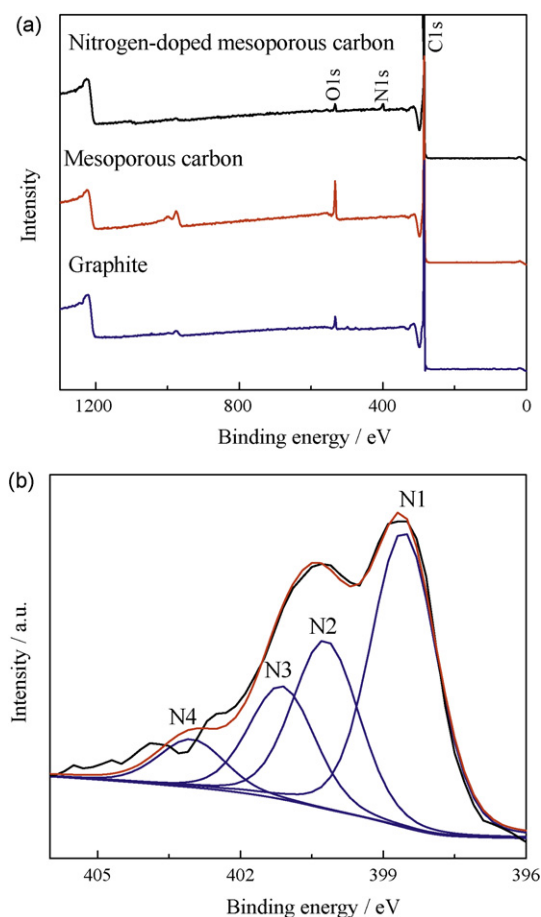 (a)
Nitrogen-doped mesoporous carbon
C1s
O1s
N1s
Mesoporous carbon
Graphite
Intensity
1200
800
400
0
Binding energy / eV
(b)
N1
N2
N3
N4
Intensity / a.u.
405
402
399
396
Binding energy / eV